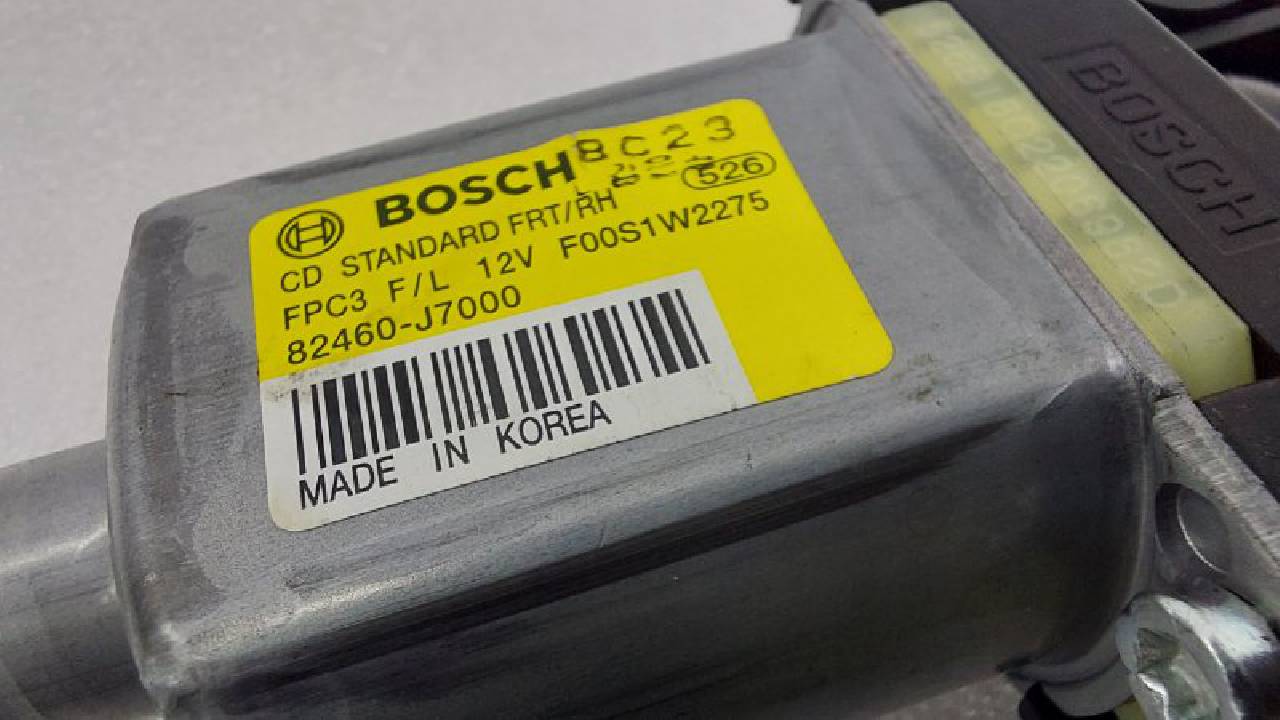 BOSCH 8C23
526
CD STANDARD FRT/RH
FPC3 F/L 12V F00S1W2275
82460-J7000
MADE IN KOREA
BOSCH